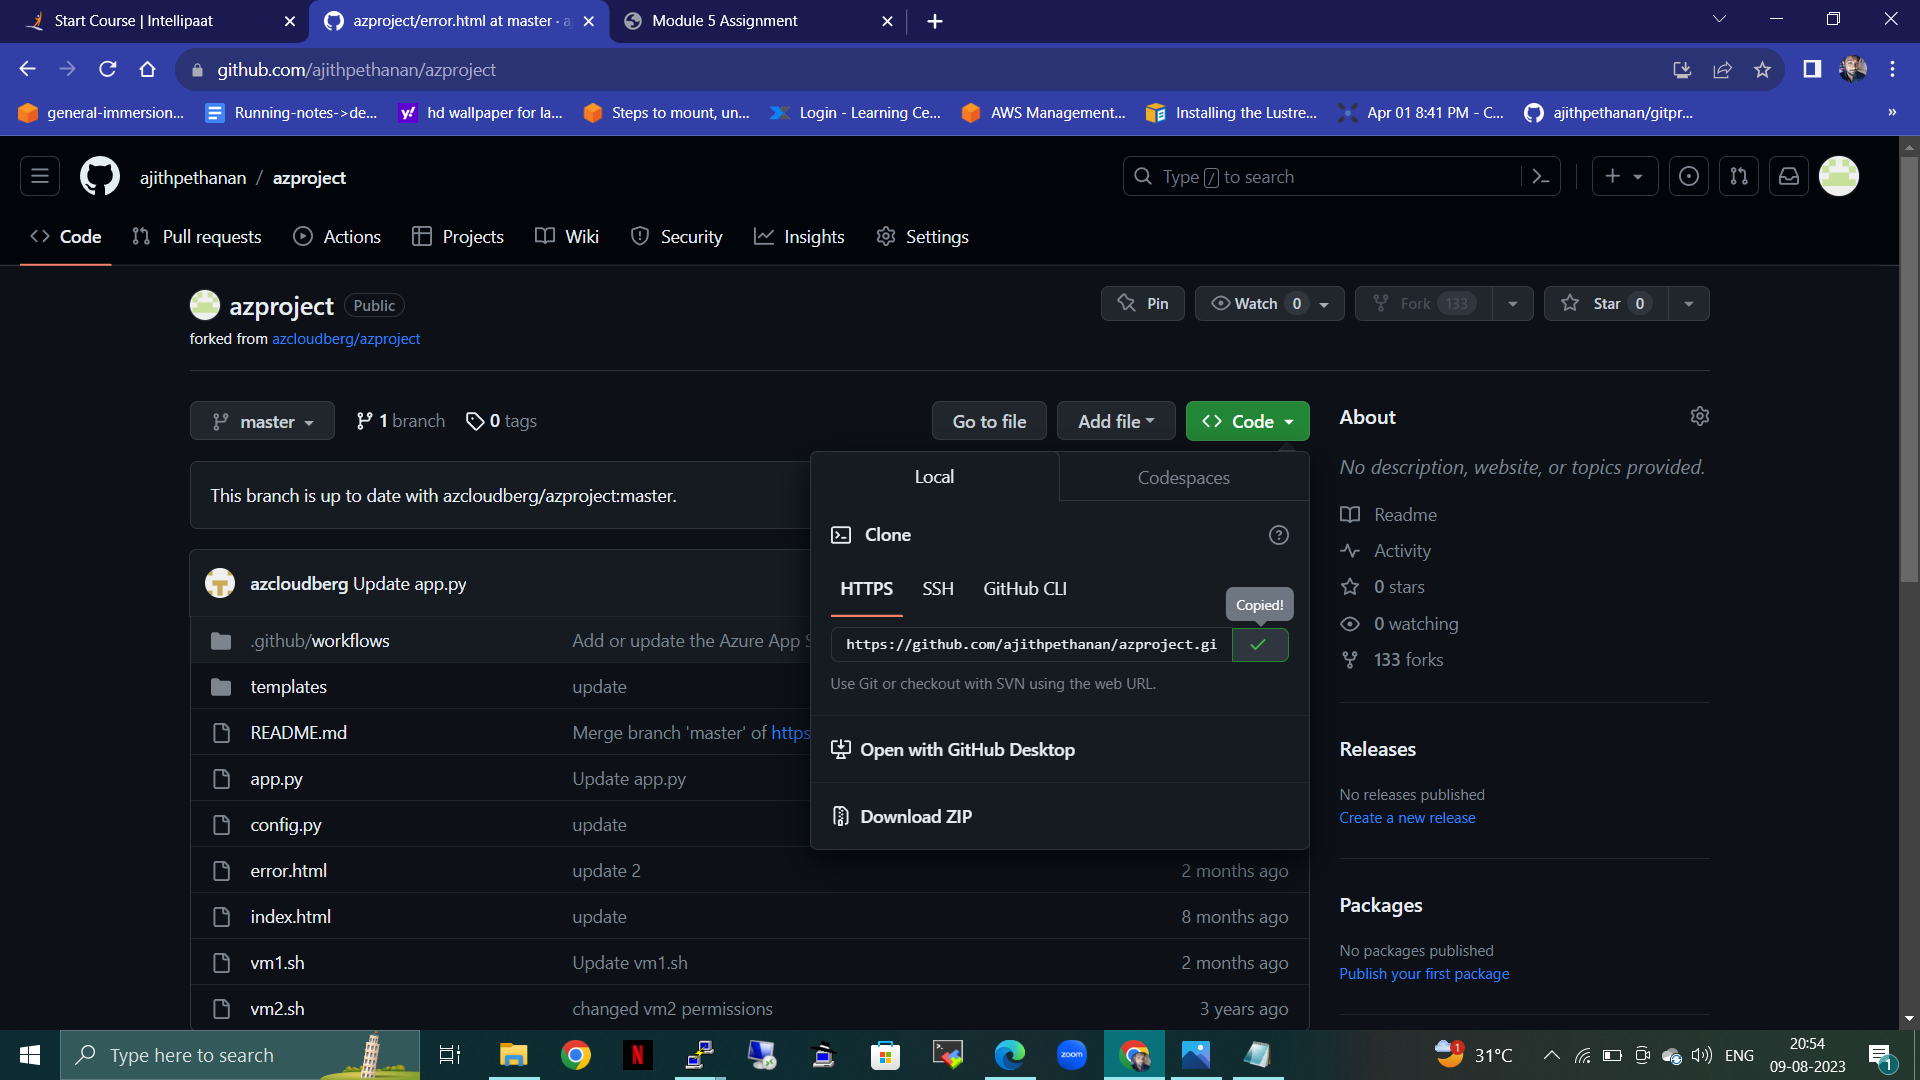 Start Course | Intellipaat
azproject/error.html at master · a
Module 5 Assignment
github.com/ajithpethanan/azproject
general-immersion...
Running-notes->de...
hd wallpaper for la...
Steps to mount, un...
Login - Learning Ce...
AWS Management...
Installing the Lustre...
Apr 01 8:41 PM - C...
ajithpethanan/gitpr...
»
ajithpethanan / azproject
Type / to search
Code
Pull requests
Actions
Projects
Wiki
Security
Insights
Settings
azproject Public
Pin
Watch 0
Fork 133
Star 0
forked from azcloudberg/azproject
master
1 branch
0 tags
Go to file
Add file
Code
About
No description, website, or topics provided.
Readme
Activity
0 stars
0 watching
133 forks
Releases
No releases published
Create a new release
Packages
No packages published
Publish your first package
This branch is up to date with azcloudberg/azproject:master.
Local
Codespaces
Clone
HTTPS
SSH
GitHub CLI
Copied!
https://github.com/ajithpethanan/azproject.gi
Use Git or checkout with SVN using the web URL.
Open with GitHub Desktop
Download ZIP
azcloudberg Update app.py
.github/workflows Add or update the Azure App S
templates update
README.md Merge branch 'master' of https
app.py Update app.py
config.py update
error.html update 2 2 months ago
index.html update 8 months ago
vm1.sh Update vm1.sh 2 months ago
vm2.sh changed vm2 permissions 3 years ago
Type here to search
N
zoom
1
31°C
ENG
20:54
09-08-2023
1